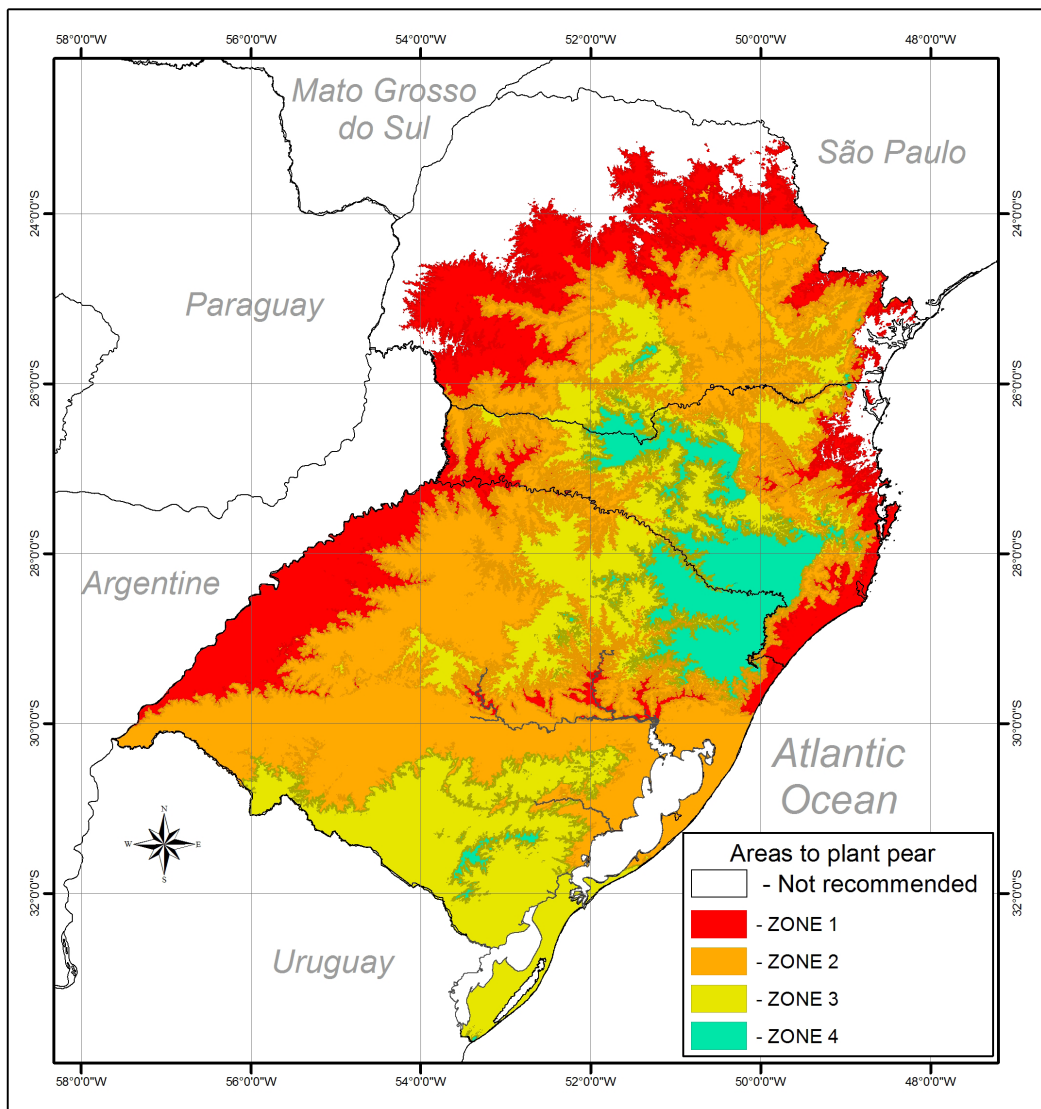 58°0'0"W 56°0'0"W 54°0'0"W 52°0'0"W 50°0'0"W 48°0'0"W
Mato Grosso
do Sul
São Paulo
24°0'0"S
24°0'0"S
Paraguay
26°0'0"S
26°0'0"S
Argentine
28°0'0"S
28°0'0"S
30°0'0"S
30°0'0"S
Atlantic
Ocean
N
W E
S
Uruguay
32°0'0"S
32°0'0"S
Areas to plant pear
- Not recommended
- ZONE 1
- ZONE 2
- ZONE 3
- ZONE 4
58°0'0"W 56°0'0"W 54°0'0"W 52°0'0"W 50°0'0"W 48°0'0"W